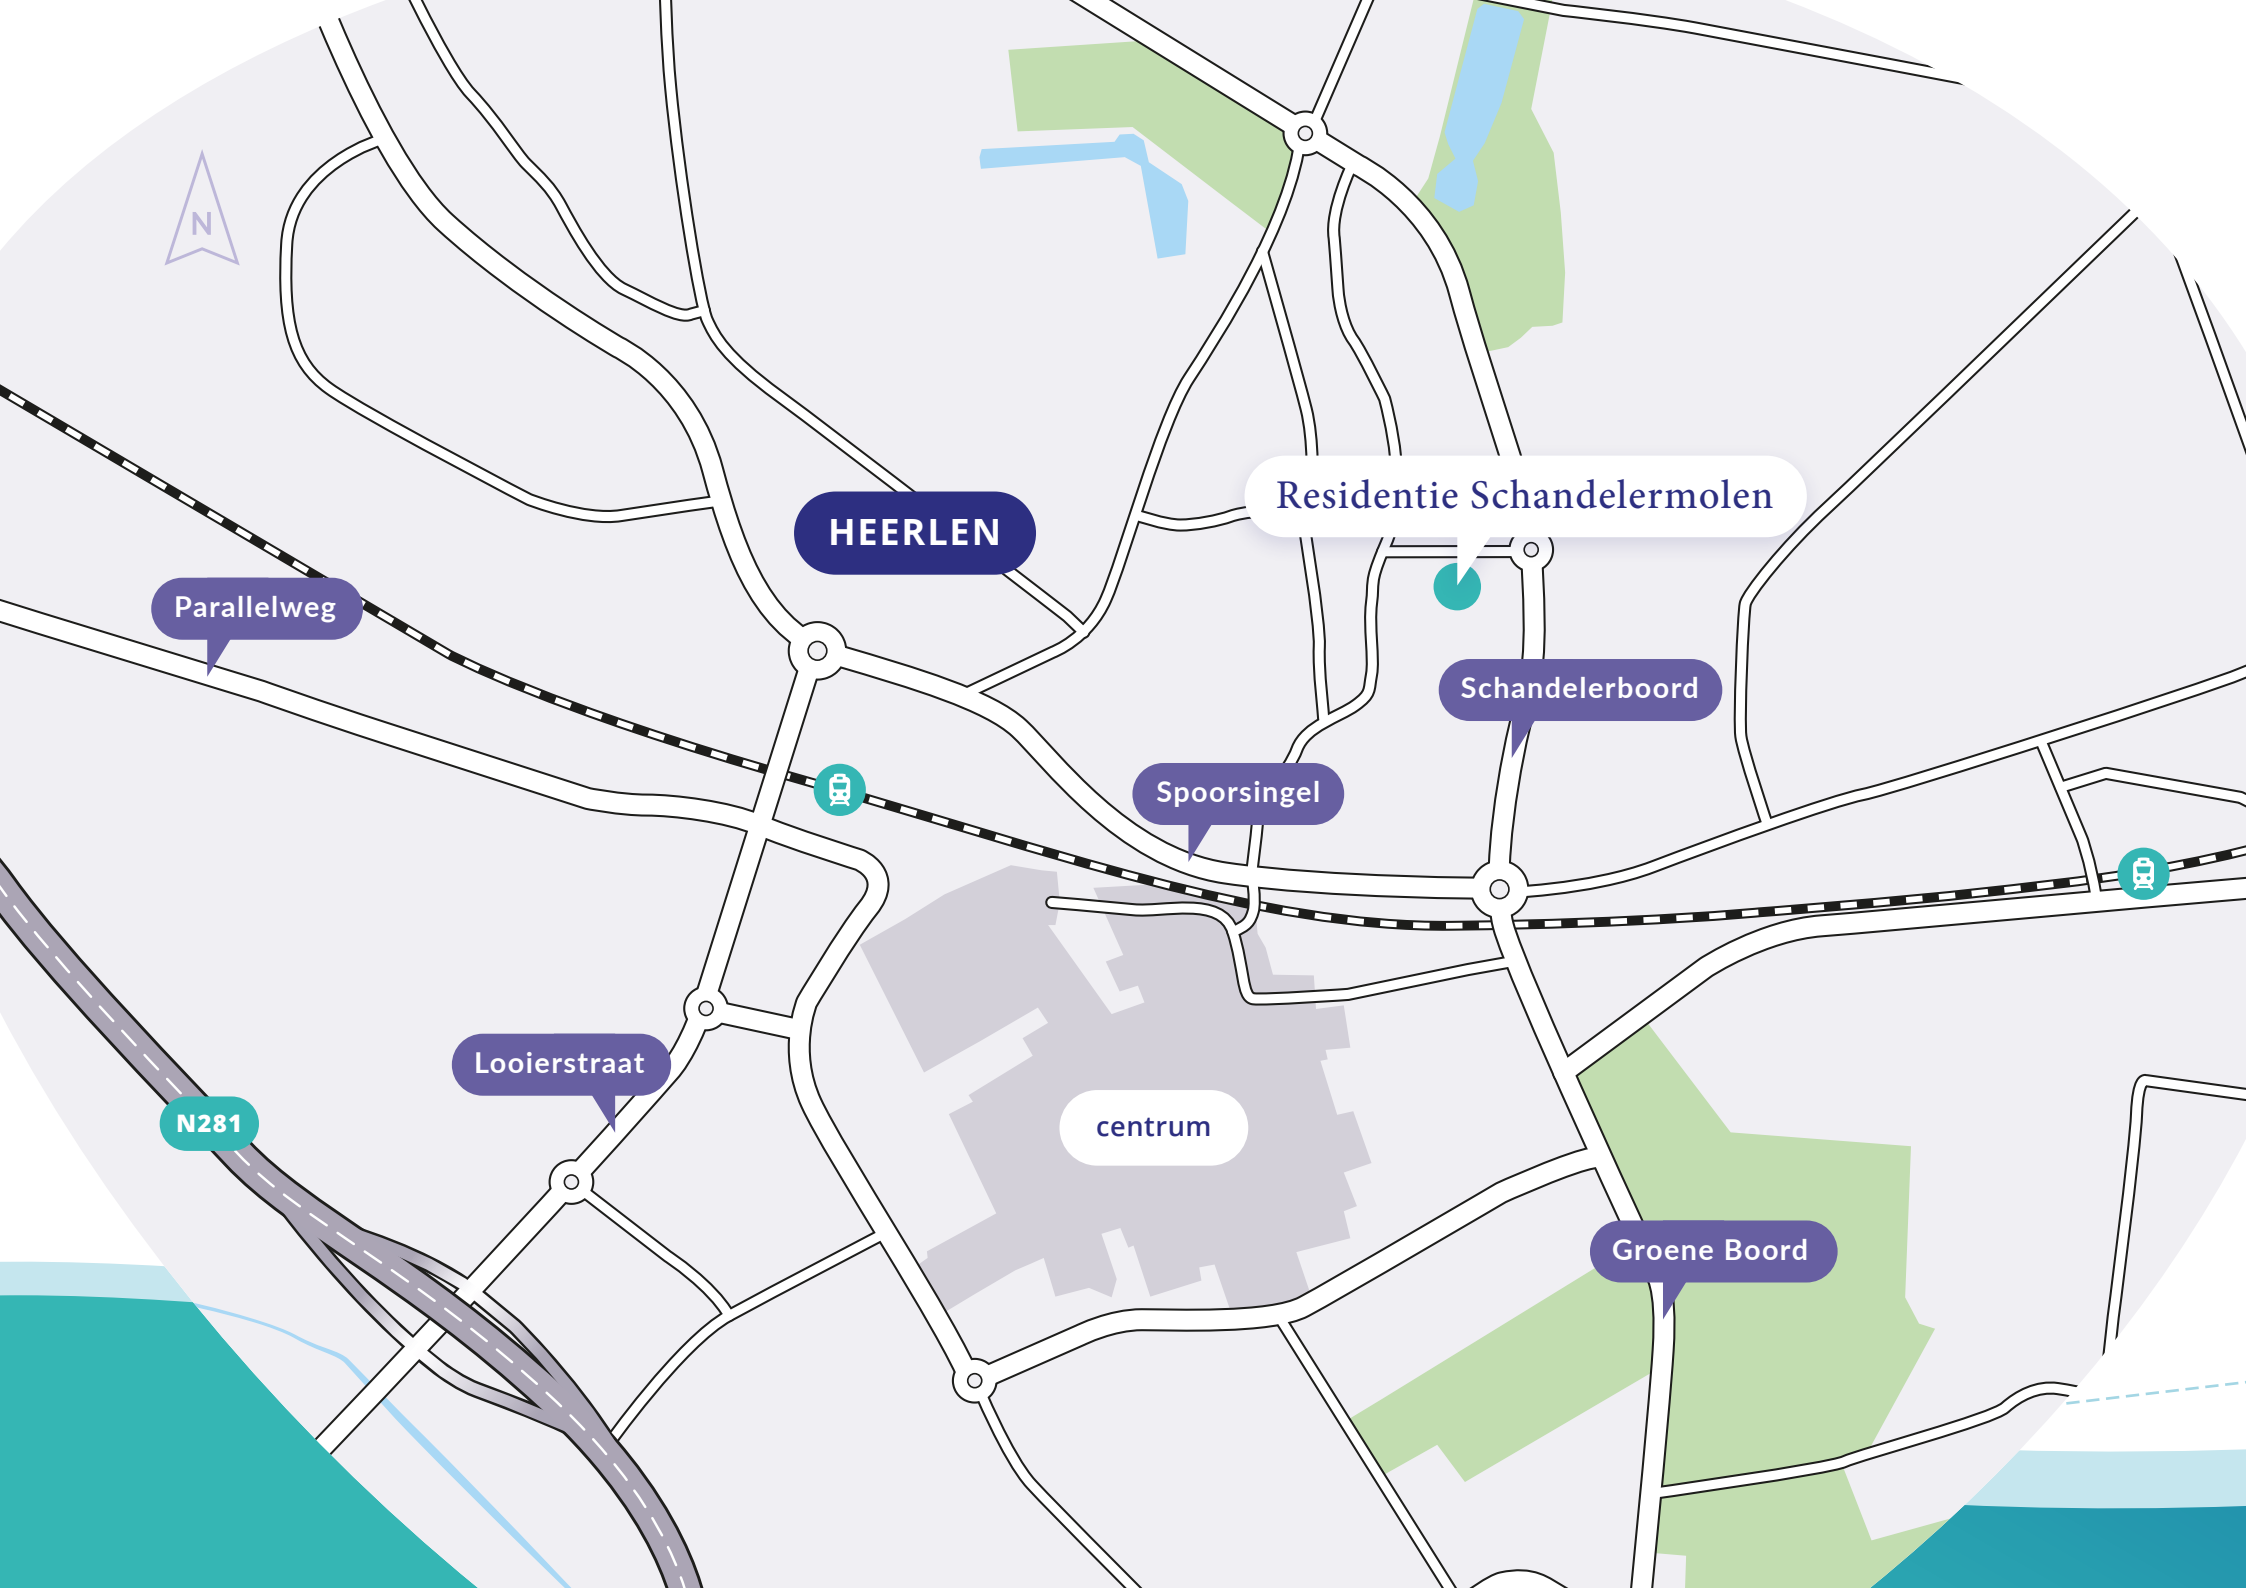 N
Residentie Schandelermolen
HEERLEN
Parallelweg
Schandelerboord
Spoorsingel
Looierstraat
N281
centrum
Groene Boord